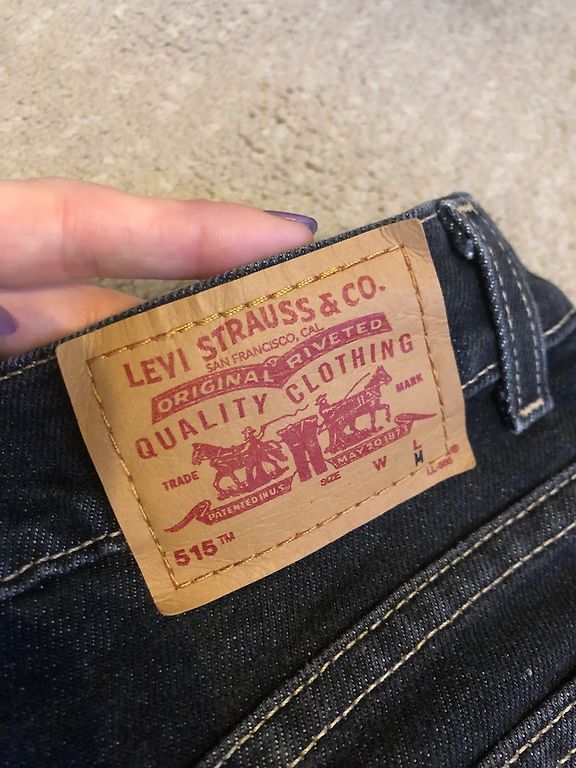 LEVI STRAUSS & CO.
SAN FRANCISCO, CAL.
ORIGINAL RIVETED
QUALITY CLOTHING
TRADE MARK
PATENTED IN U.S. MAY 20 1873
SIZE W L
M
515™